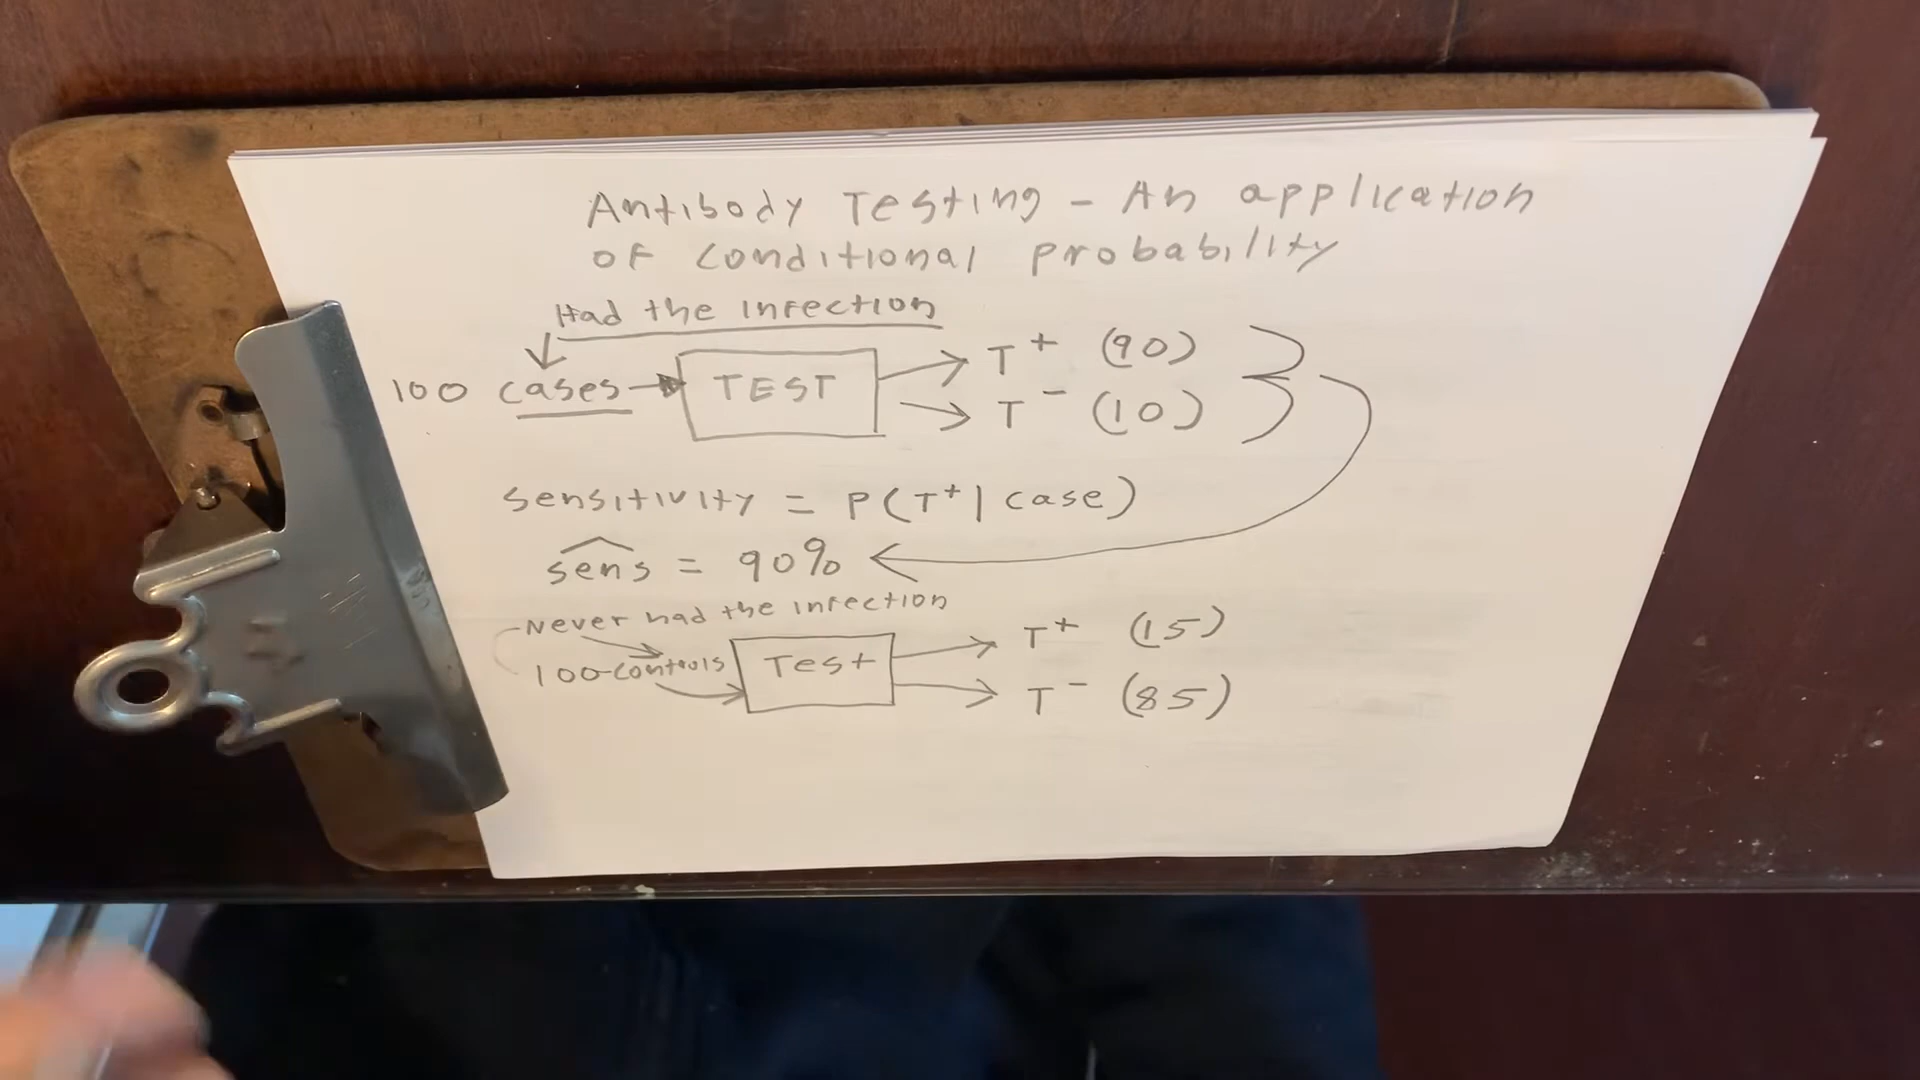 Antibody Testing - An application
of conditional probability
Had the infection
100 cases → TEST → T+ (90)
→ T- (10)
sensitivity = P(T+ | case)
sens = 90%
Never had the infection
100 controls Test → T+ (15)
→ T- (85)